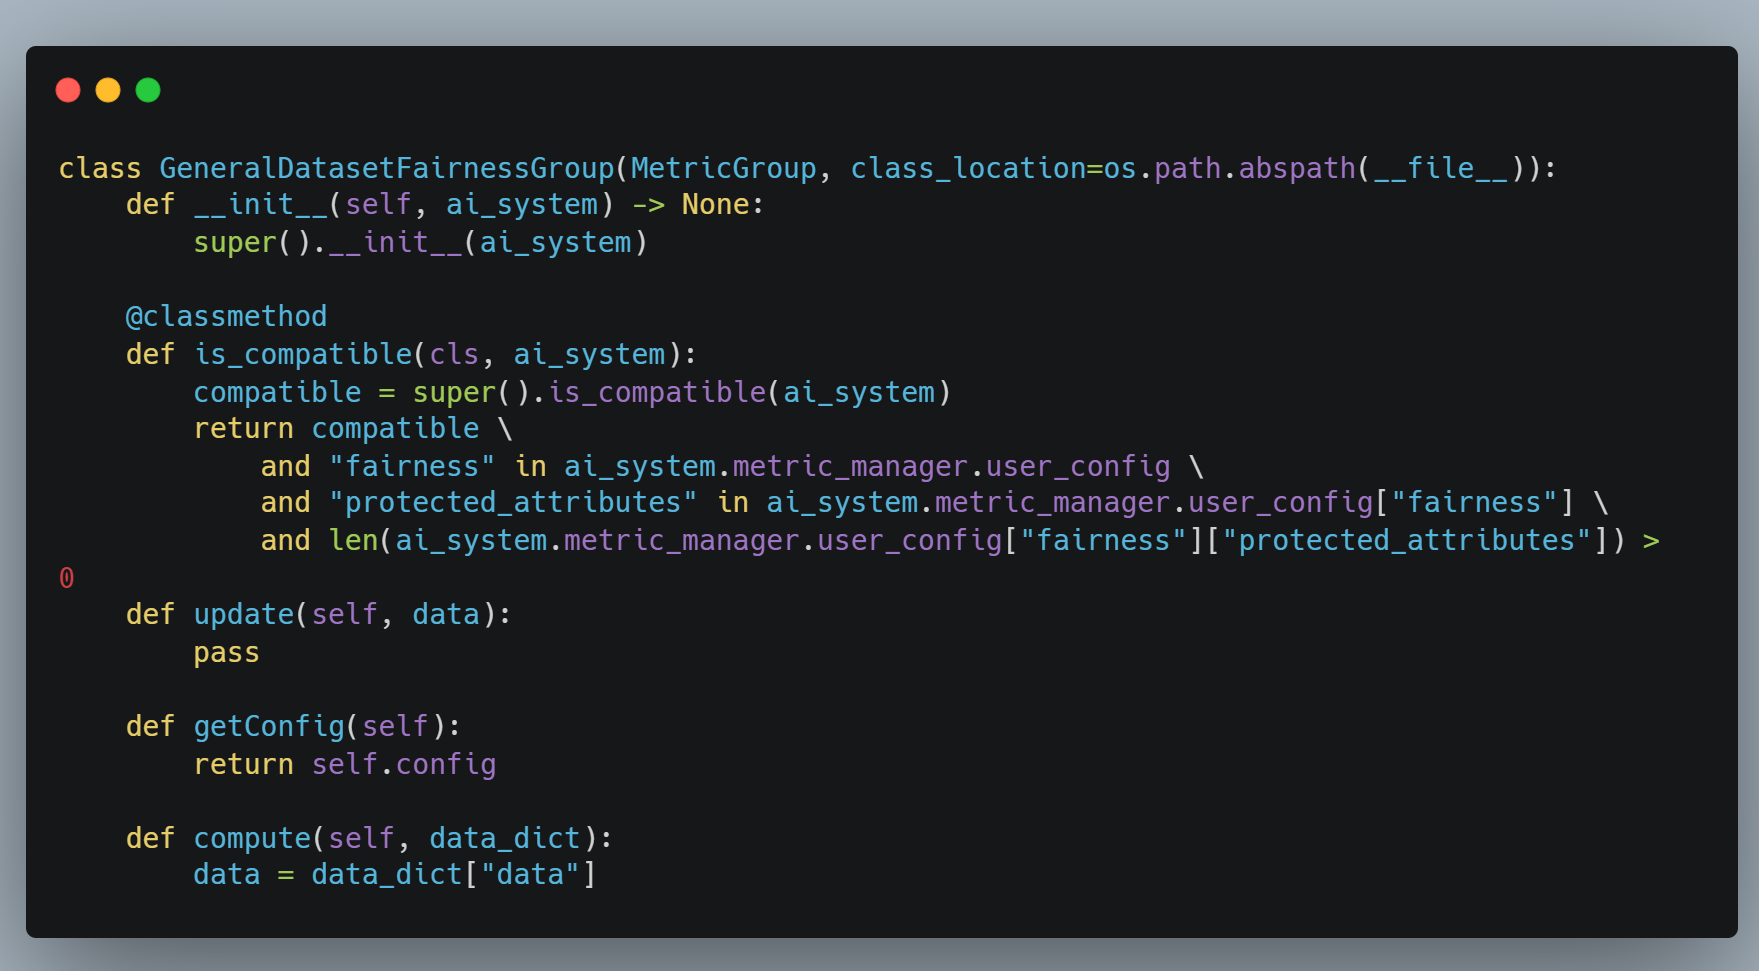 class GeneralDatasetFairnessGroup(MetricGroup, class_location=os.path.abspath(__file__)):
    def __init__(self, ai_system) -> None:
        super().__init__(ai_system)

    @classmethod
    def is_compatible(cls, ai_system):
        compatible = super().is_compatible(ai_system)
        return compatible \
            and "fairness" in ai_system.metric_manager.user_config \
            and "protected_attributes" in ai_system.metric_manager.user_config["fairness"] \
            and len(ai_system.metric_manager.user_config["fairness"]["protected_attributes"]) >
0
    def update(self, data):
        pass

    def getConfig(self):
        return self.config

    def compute(self, data_dict):
        data = data_dict["data"]